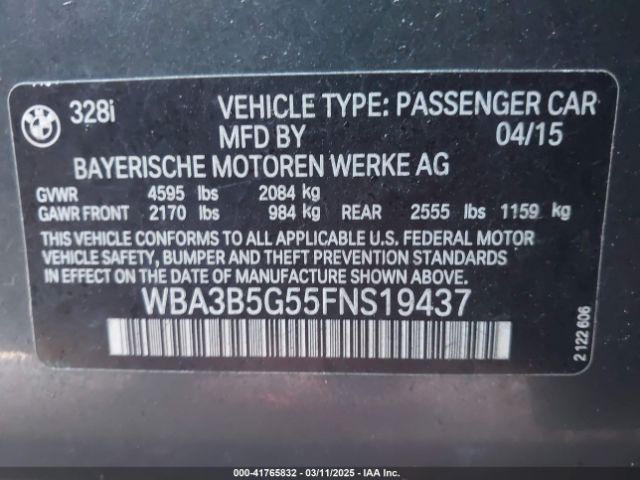 328i VEHICLE TYPE: PASSENGER CAR
MFD BY 04/15
BAYERISCHE MOTOREN WERKE AG
GVWR 4595 lbs 2084 kg
GAWR FRONT 2170 lbs 984 kg REAR 2555 lbs 1159 kg
THIS VEHICLE CONFORMS TO ALL APPLICABLE U.S. FEDERAL MOTOR
VEHICLE SAFETY, BUMPER AND THEFT PREVENTION STANDARDS
IN EFFECT ON THE DATE OF MANUFACTURE SHOWN ABOVE.
WBA3B5G55FNS19437
2 122 606
000-41765832 - 03/11/2025 - IAA Inc.